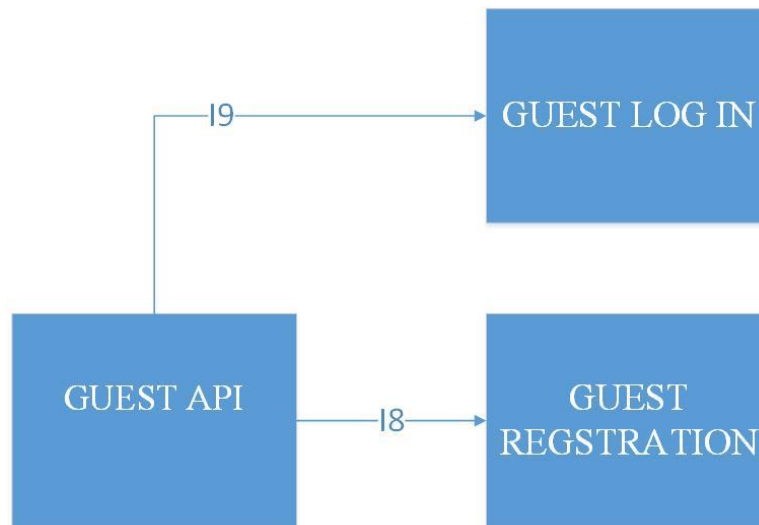 I9
GUEST LOG IN
GUEST API
I8
GUEST
REGSTRATION